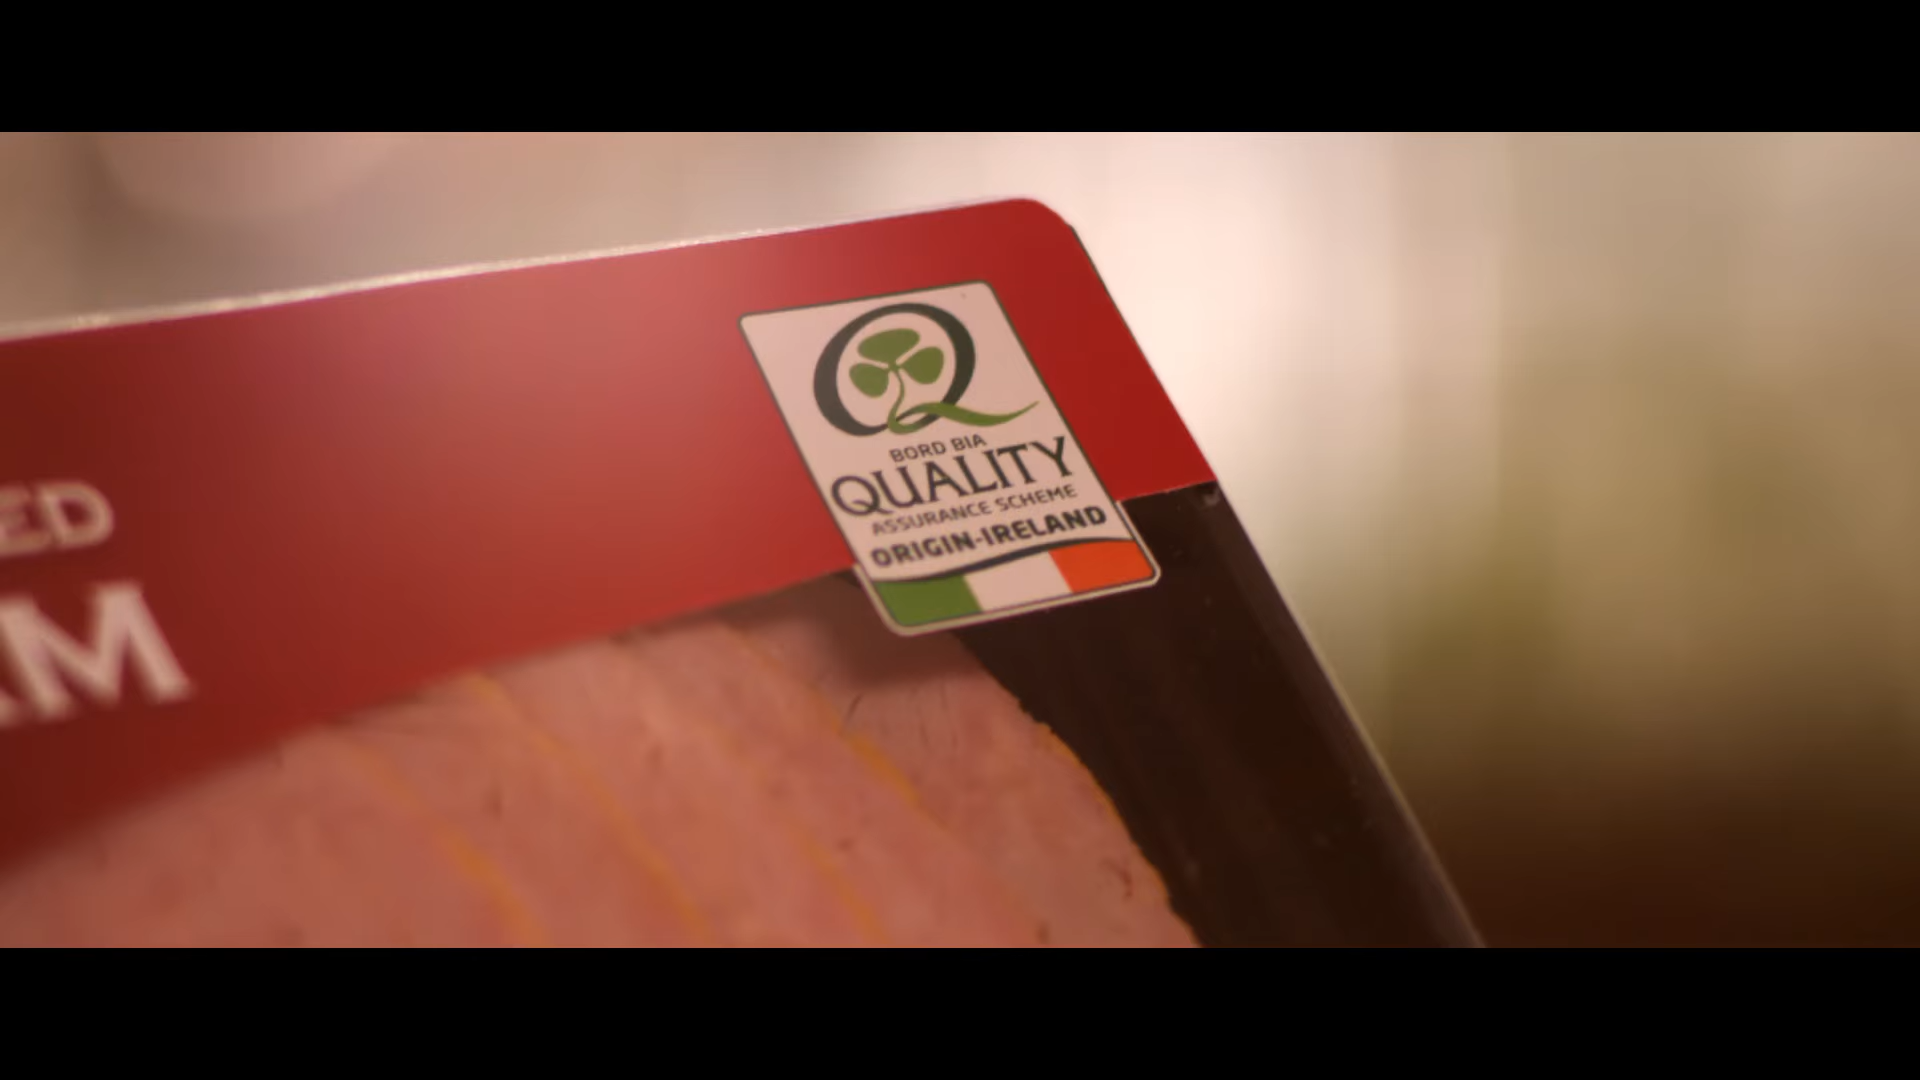 ED
AM
BORD BIA
QUALITY
ASSURANCE SCHEME
ORIGIN-IRELAND